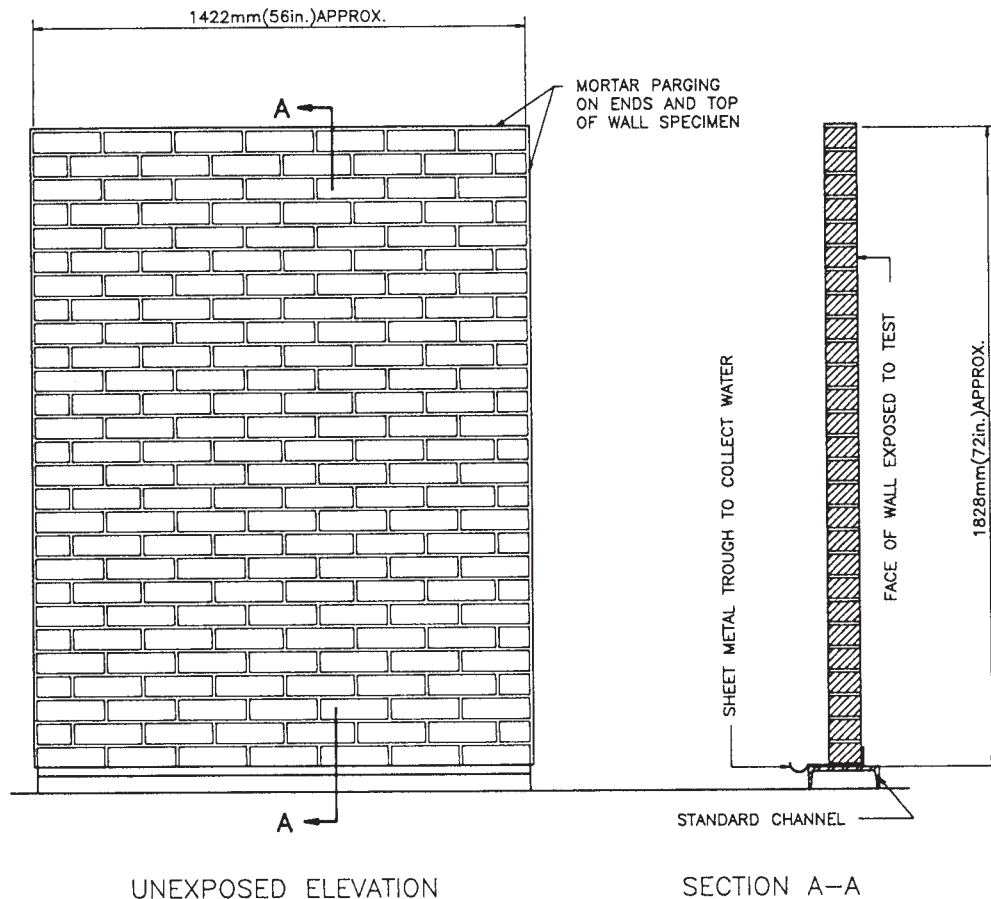 1422mm(56in.)APPROX.
A
MORTAR PARGING
ON ENDS AND TOP
OF WALL SPECIMEN
SHEET METAL TROUGH TO COLLECT WATER
FACE OF WALL EXPOSED TO TEST
1828mm(72in.)APPROX.
A
STANDARD CHANNEL
UNEXPOSED ELEVATION
SECTION A-A